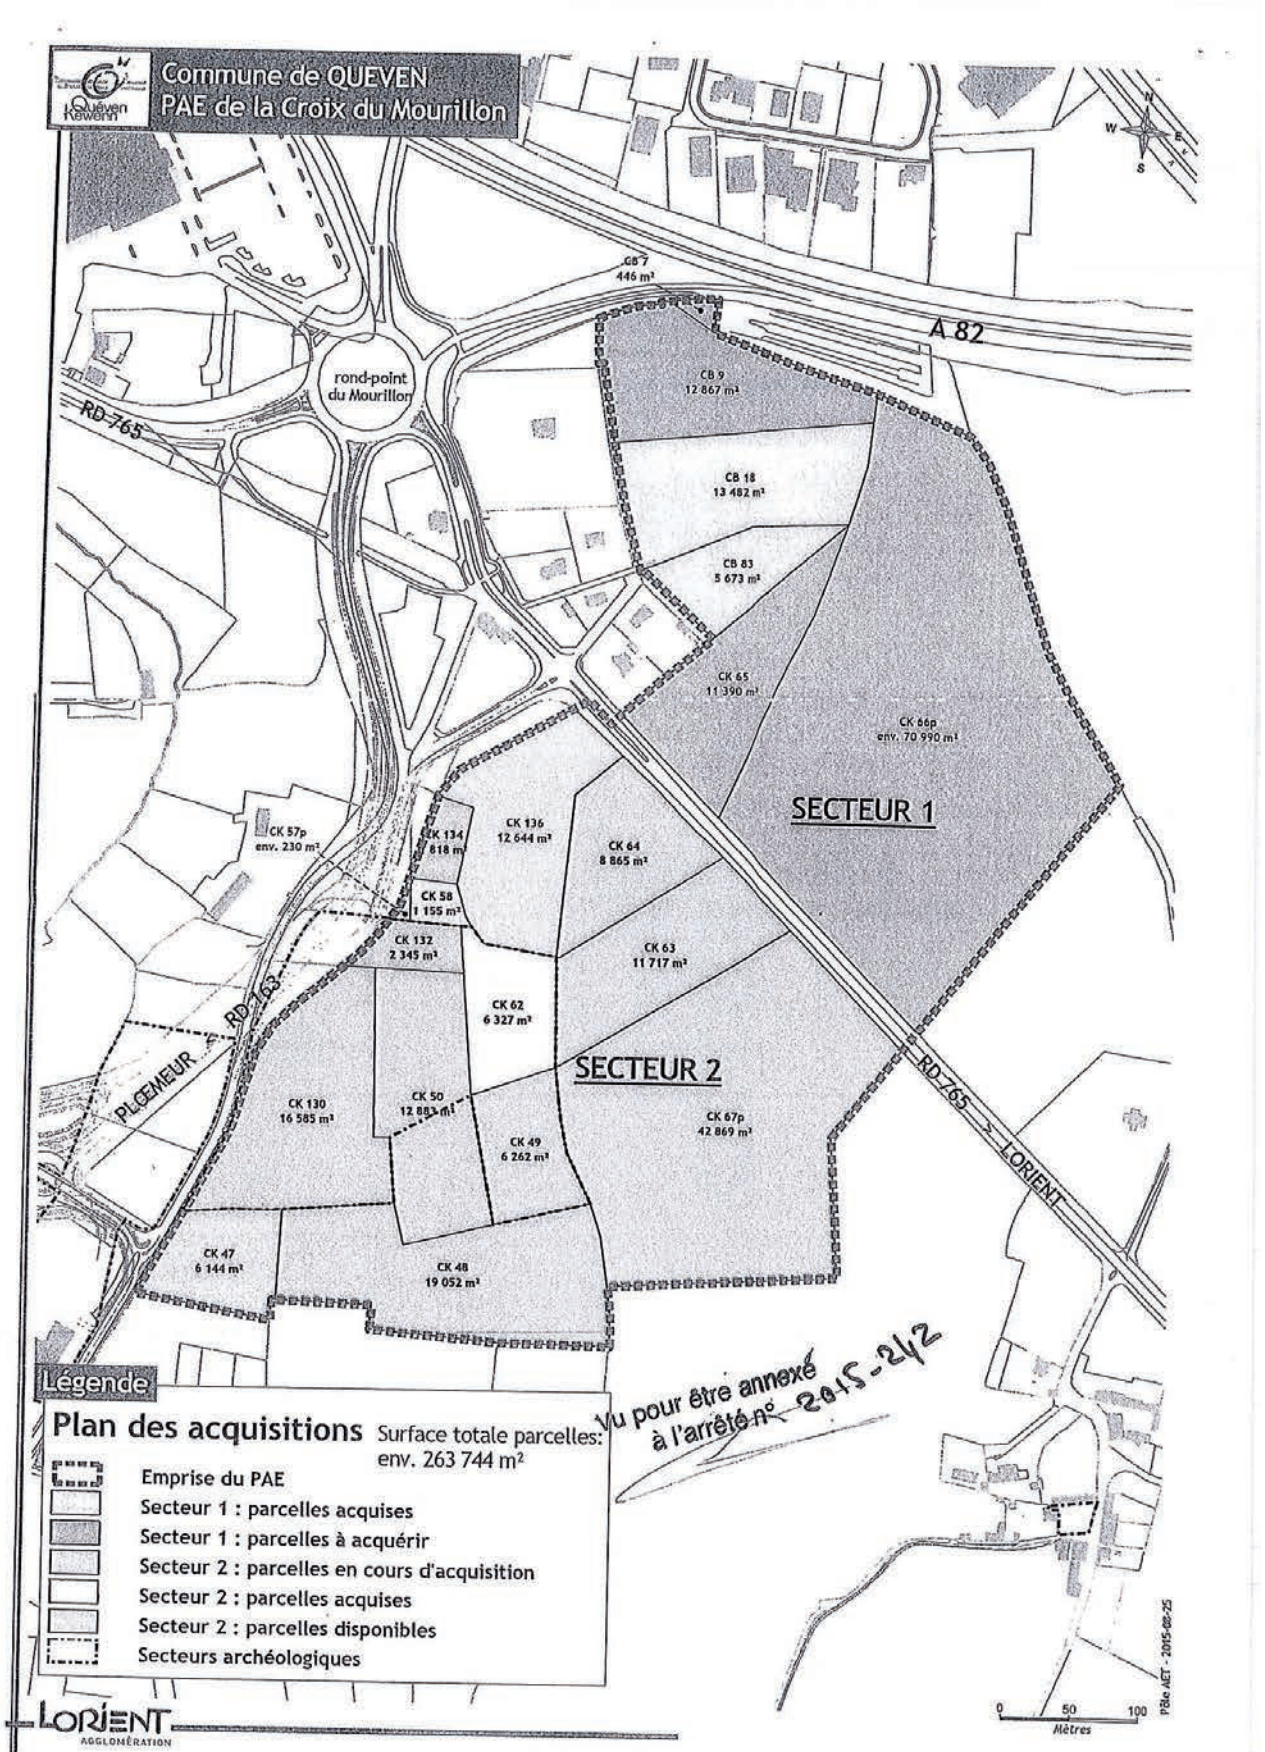 Commune de QUEVEN
PAE de la Croix du Mourillon
Quéven
Kewenn
N
W
E
S
CB 7
446 m²
A 82
CB 9
12 867 m²
rond-point
du Mourillon
RD 765
CB 18
13 482 m²
CB 83
5 673 m²
CK 65
11 390 m²
CK 66p
env. 70 990 m²
SECTEUR 1
CK 57p
env. 230 m²
CK 134
818 m²
CK 136
12 644 m²
CK 64
8 865 m²
CK 58
1 155 m²
CK 132
2 345 m²
CK 63
11 717 m²
CK 62
6 327 m²
RD 163
PLŒMEUR
SECTEUR 2
CK 130
16 585 m²
CK 50
12 883 m²
CK 67p
42 869 m²
CK 49
6 262 m²
RD 765 > LORIENT
CK 47
6 144 m²
CK 48
19 052 m²
Vu pour être annexé
à l'arrêté n° 2015-242
Légende
Plan des acquisitions
Surface totale parcelles:
env. 263 744 m²
Emprise du PAE
Secteur 1 : parcelles acquises
Secteur 1 : parcelles à acquérir
Secteur 2 : parcelles en cours d'acquisition
Secteur 2 : parcelles acquises
Secteur 2 : parcelles disponibles
Secteurs archéologiques
Pôle AET - 2015-08-25
0 50 100
Mètres
LORIENT
AGGLOMÉRATION